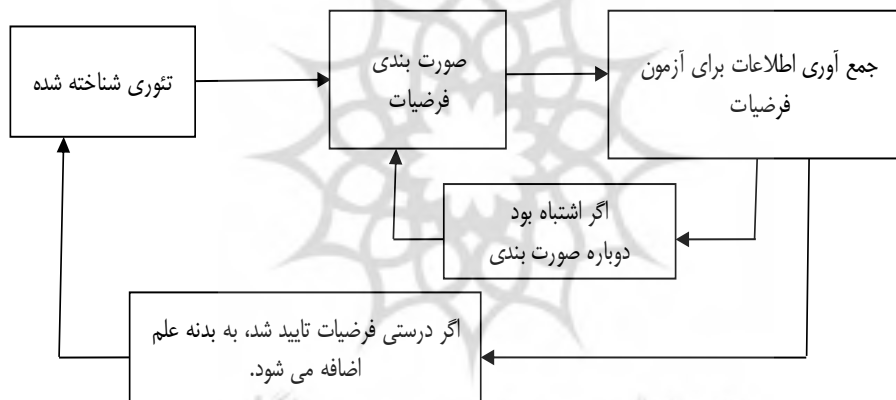 تئوری شناخته شده
صورت بندی
فرضیات
جمع آوری اطلاعات برای آزمون
فرضیات
اگر اشتباه بود
دوباره صورت بندی
اگر درستی فرضیات تایید شد، به بدنه علم
اضافه می شود.